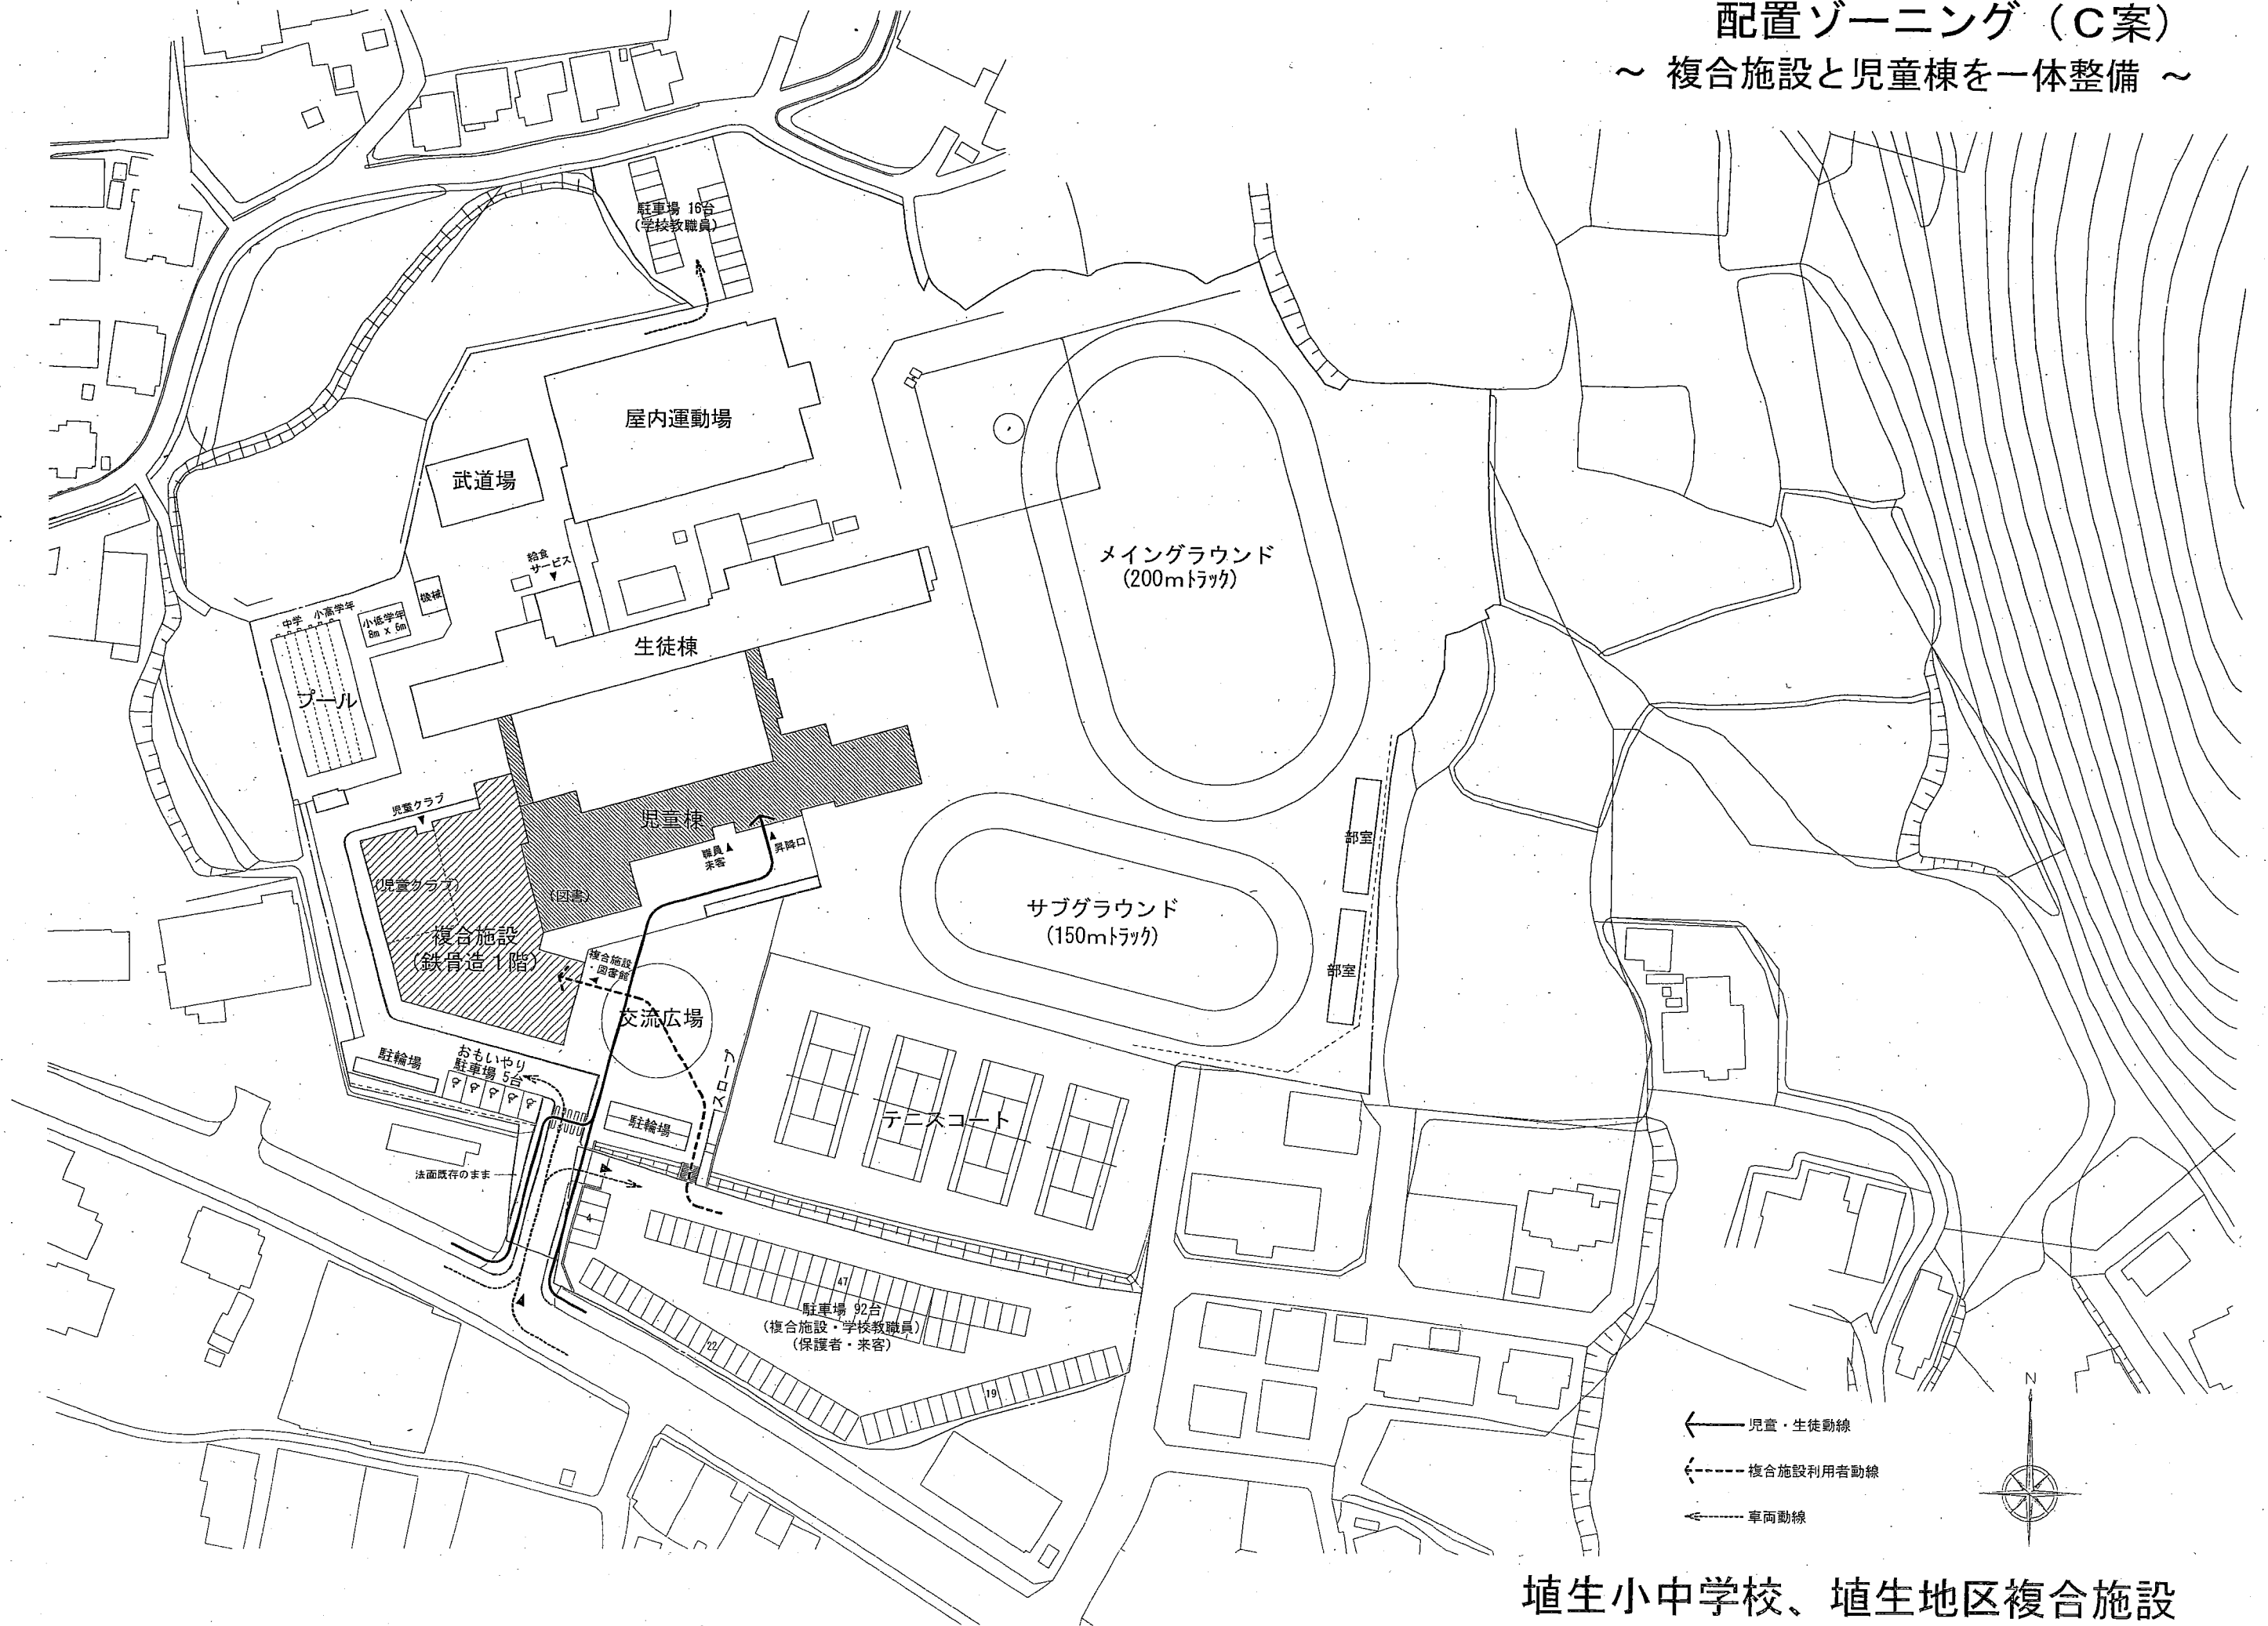 配置ゾーニング（C案）
～ 複合施設と児童棟を一体整備 ～
駐車場 16台
（学校教職員）
屋内運動場
武道場
給食
サービス
機械
中学 小高学年
小低学年
8m x 6m
プール
生徒棟
メイングラウンド
(200mﾄﾗｯｸ)
児童クラブ
児童棟
職員
来客
昇降口
（児童クラブ）
（図書）
複合施設
（鉄骨造1階）
複合施設
・図書館
交流広場
サブグラウンド
(150mﾄﾗｯｸ)
部室
部室
駐輪場
おもいやり
駐車場 5台
スロープ
駐輪場
テニスコート
法面既存のまま
4
47
駐車場 92台
（複合施設・学校教職員）
（保護者・来客）
22
19
N
児童・生徒動線
複合施設利用者動線
車両動線
埴生小中学校、埴生地区複合施設